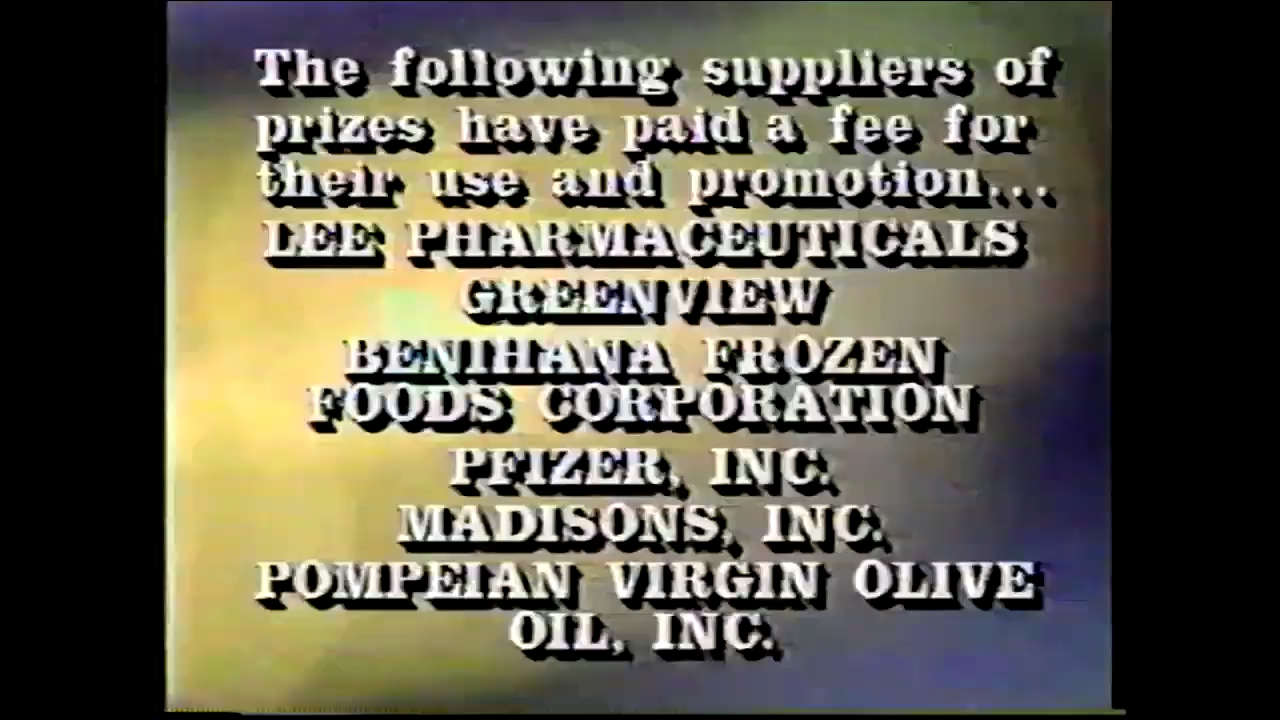 The following suppliers of
prizes have paid a fee for
their use and promotion...
LEE PHARMACEUTICALS
GREENVIEW
BENIHANA FROZEN
FOODS CORPORATION
PFIZER, INC.
MADISONS, INC.
POMPEIAN VIRGIN OLIVE
OIL, INC.